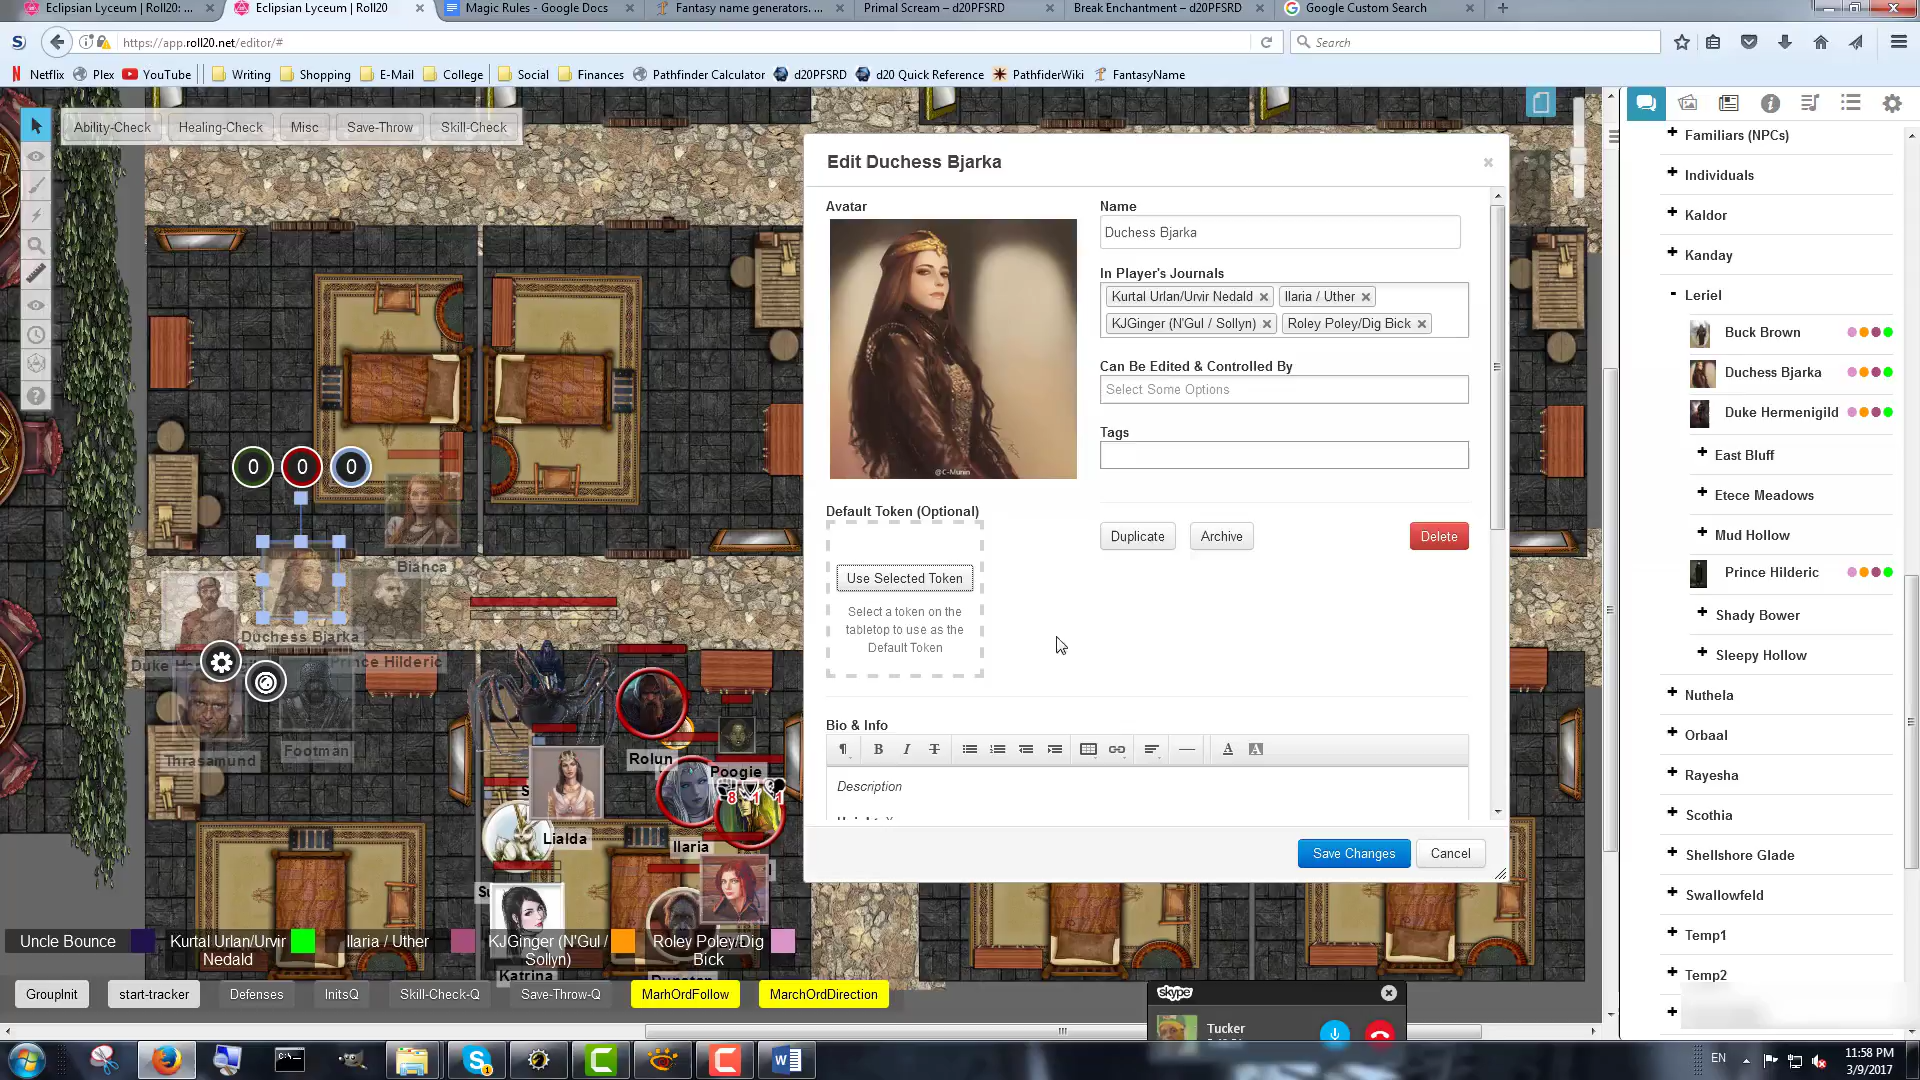 Eclipsian Lyceum | Roll20: ...
Eclipsian Lyceum | Roll20
Magic Rules - Google Docs
Fantasy name generators. ...
Primal Scream – d20PFSRD
Break Enchantment – d20PFSRD
Google Custom Search
https://app.roll20.net/editor/#
Search
Netflix
Plex
YouTube
Writing
Shopping
E-Mail
College
Social
Finances
Pathfinder Calculator
d20PFSRD
d20 Quick Reference
PathfiderWiki
FantasyName
Ability-Check
Healing-Check
Misc
Save-Throw
Skill-Check
Edit Duchess Bjarka
Avatar
@C-Munin
Name
Duchess Bjarka
In Player's Journals
Kurtal Urlan/Urvir Nedald
Ilaria / Uther
KJGinger (N'Gul / Sollyn)
Roley Poley/Dig Bick
Can Be Edited & Controlled By
Select Some Options
Tags
Default Token (Optional)
Use Selected Token
Select a token on the
tabletop to use as the
Default Token
Duplicate
Archive
Delete
Bio & Info
Description
Save Changes
Cancel
0
0
0
Bianca
Duchess Bjarka
Prince Hilderic
Thrasamund
Footman
Rolun
Poogie
8
1
1
Lialda
Ilaria
Katrina
Uncle Bounce
Kurtal Urlan/Urvir
Nedald
Ilaria / Uther
KJGinger (N'Gul /
Sollyn)
Roley Poley/Dig
Bick
GroupInit
start-tracker
Defenses
InitsQ
Skill-Check-Q
Save-Throw-Q
MarhOrdFollow
MarchOrdDirection
skype
Tucker
Familiars (NPCs)
Individuals
Kaldor
Kanday
Leriel
Buck Brown
Duchess Bjarka
Duke Hermenigild
East Bluff
Etece Meadows
Mud Hollow
Prince Hilderic
Shady Bower
Sleepy Hollow
Nuthela
Orbaal
Rayesha
Scothia
Shellshore Glade
Swallowfeld
Temp1
Temp2
EN
11:58 PM
3/9/2017